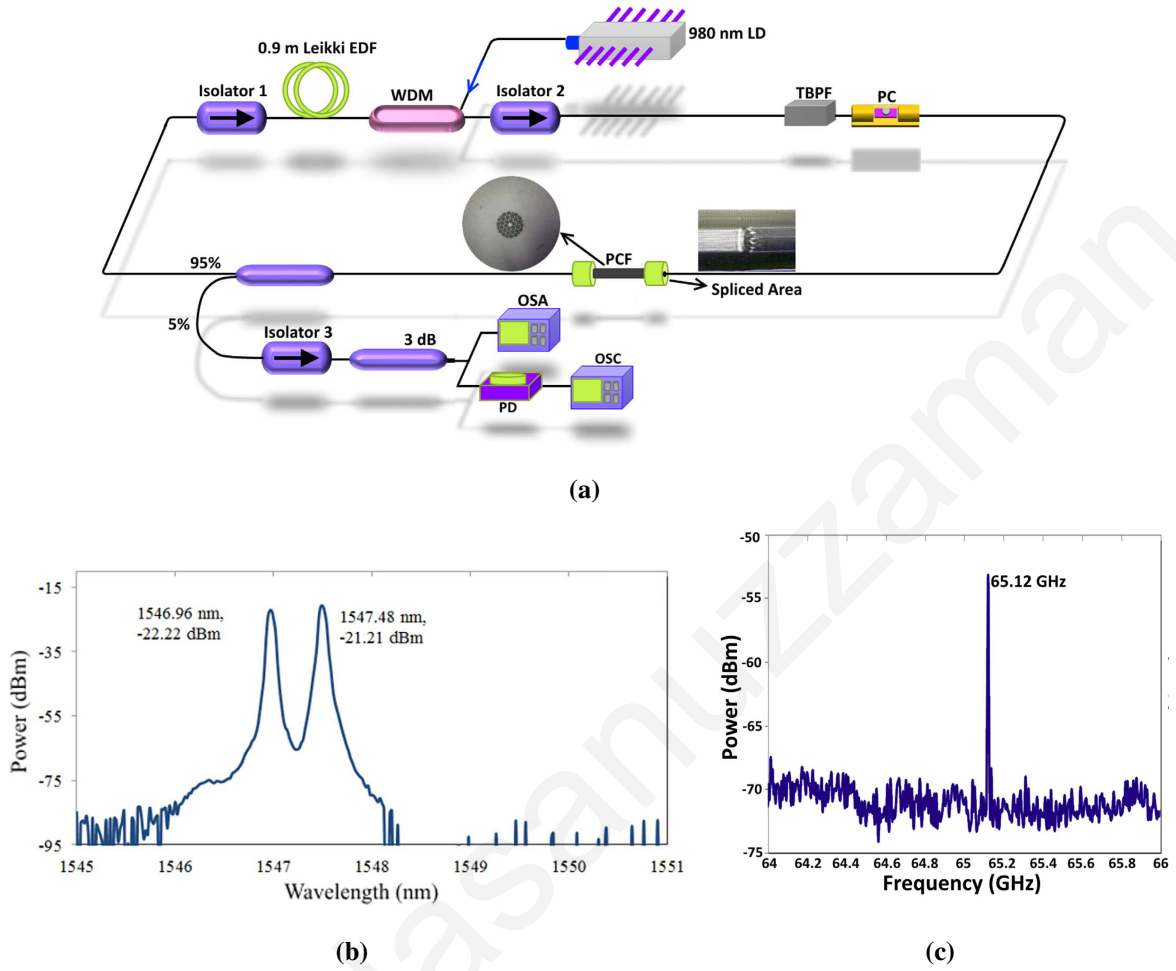 980 nm LD
0.9 m Leikki EDF
Isolator 1
WDM
Isolator 2
TBPF
PC
95%
PCF
Spliced Area
5%
OSA
Isolator 3
3 dB
OSC
PD
(a)
-15
-35
-55
-75
-95
Power (dBm)
1546.96 nm,
-22.22 dBm
1547.48 nm,
-21.21 dBm
1545
1546
1547
1548
1549
1550
1551
Wavelength (nm)
(b)
-50
-55
-60
-65
-70
-75
Power (dBm)
65.12 GHz
64
64.2
64.4
64.6
64.8
65
65.2
65.4
65.6
65.8
66
Frequency (GHz)
(c)
asanuzzaman